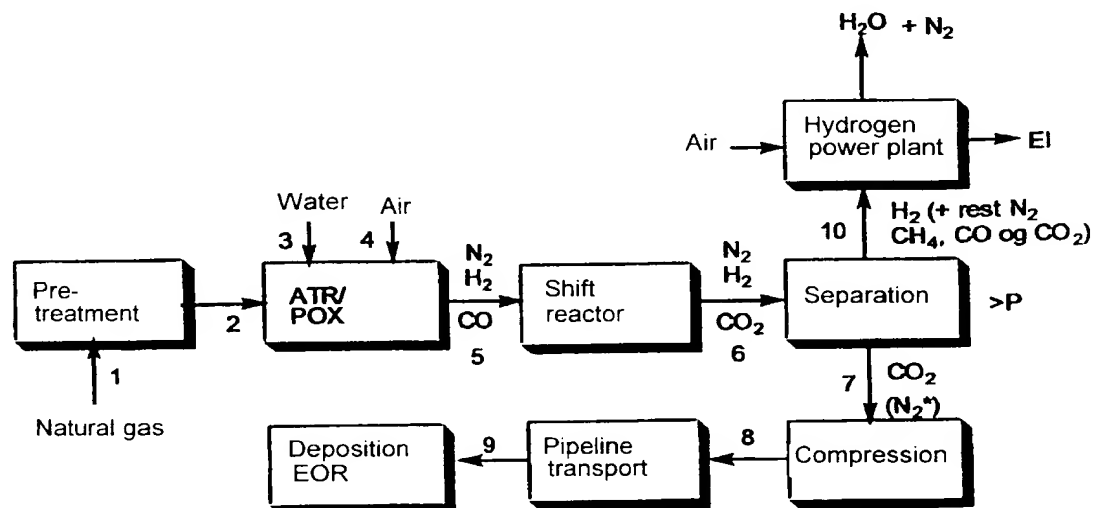 H₂O + N₂
Air
Hydrogen
power plant
El
Water
Air
3
4
10
H₂ (+ rest N₂
CH₄, CO og CO₂)
Pre-
treatment
2
ATR/
POX
N₂
H₂
CO
5
Shift
reactor
N₂
H₂
CO₂
6
Separation
>P
1
Natural gas
7
CO₂
(N₂*)
Deposition
EOR
9
Pipeline
transport
8
Compression